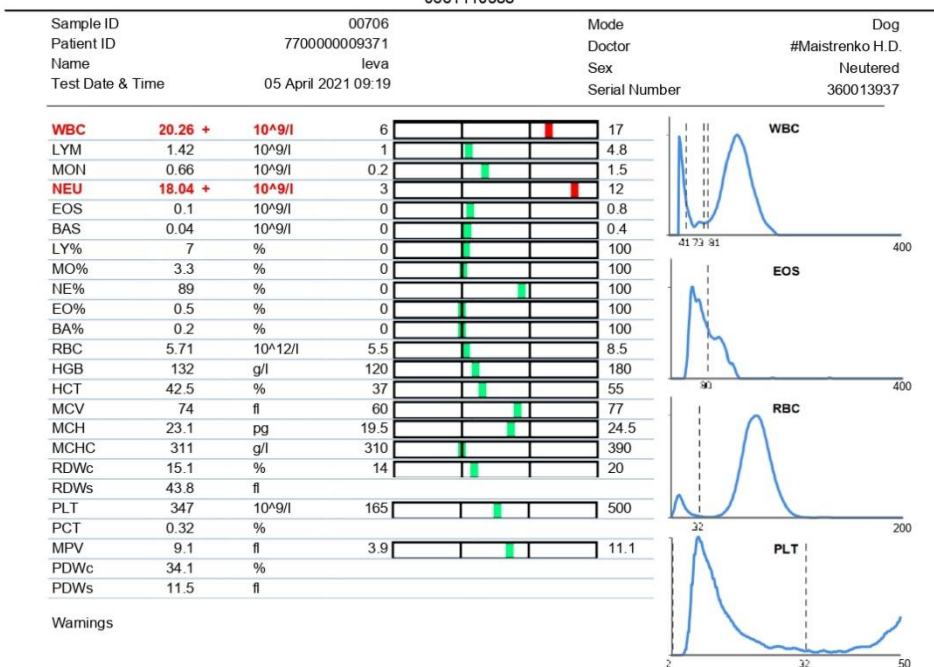 Sample ID 00706 Mode Dog
Patient ID 7700000009371 Doctor #Maistrenko H.D.
Name Ieva Sex Neutered
Test Date & Time 05 April 2021 09:19 Serial Number 360013937
WBC 20.26 + 10^9/l 6 17
LYM 1.42 10^9/l 1 4.8
MON 0.66 10^9/l 0.2 1.5
NEU 18.04 + 10^9/l 3 12
EOS 0.1 10^9/l 0 0.8
BAS 0.04 10^9/l 0 0.4
LY% 7 % 0 100
MO% 3.3 % 0 100
NE% 89 % 0 100
EO% 0.5 % 0 100
BA% 0.2 % 0 100
RBC 5.71 10^12/l 5.5 8.5
HGB 132 g/l 120 180
HCT 42.5 % 37 55
MCV 74 fl 60 77
MCH 23.1 pg 19.5 24.5
MCHC 311 g/l 310 390
RDWc 15.1 % 14 20
RDWs 43.8 fl
PLT 347 10^9/l 165 500
PCT 0.32 %
MPV 9.1 fl 3.9 11.1
PDWc 34.1 %
PDWs 11.5 fl
Warnings
WBC
41 73 91 400
EOS
90 400
RBC
32 200
PLT
2 32 50